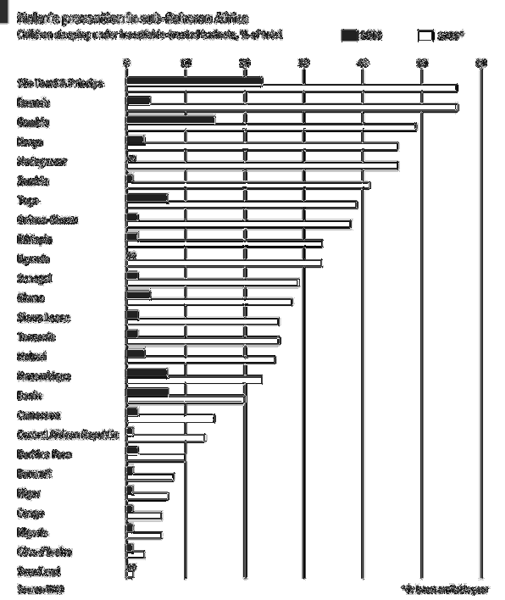 Malaria prevention in sub-Saharan Africa
Children sleeping under insecticide-treated bednets, % of total
2000
0 10 20 30 40 50 60
São Tomé & Príncipe
Rwanda
Gambia
Kenya
Madagascar
Zambia
Togo
Guinea-Bissau
Ethiopia
Uganda
Senegal
Ghana
Sierra Leone
Tanzania
Malawi
Mozambique
Benin
Cameroon
Central African Republic
Burkina Faso
Burundi
Niger
Congo
Nigeria
Côte d'Ivoire
Swaziland
Source:
*Or latest available year